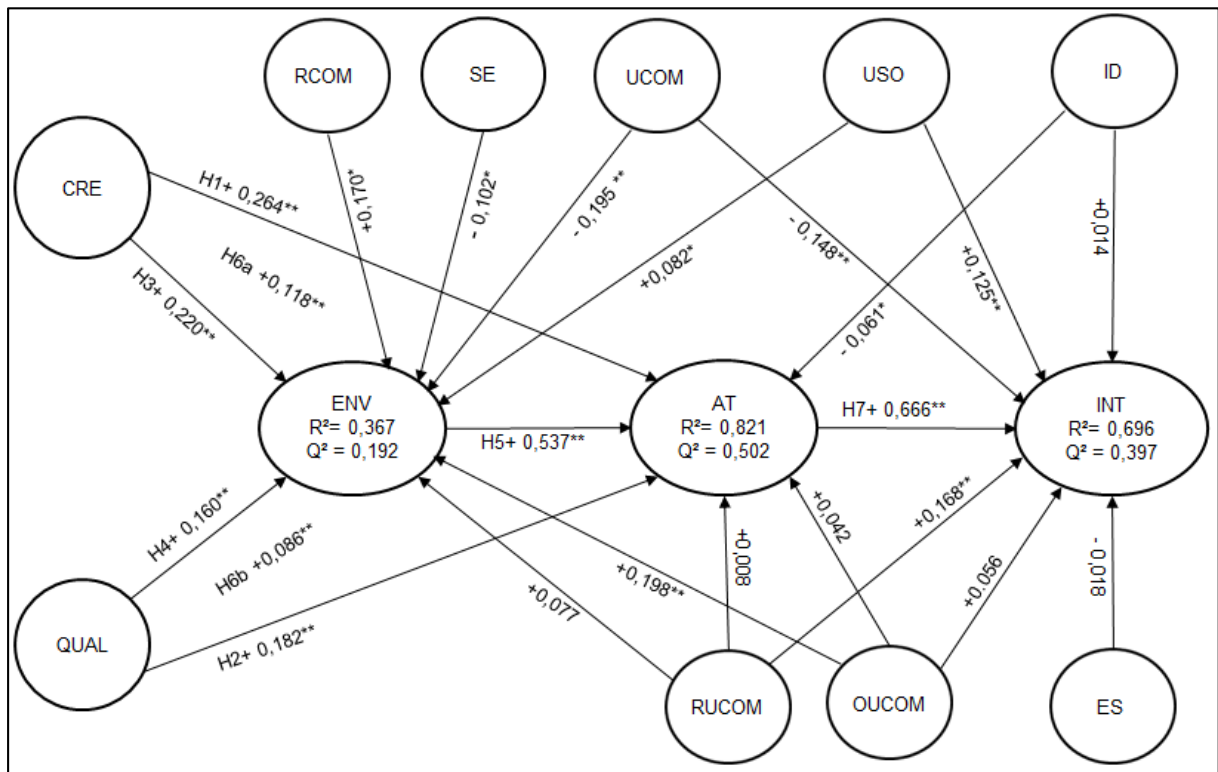 RCOM
SE
UCOM
USO
ID
CRE
H1+ 0,264**
+0,170*
- 0,102*
- 0,195 **
- 0,148**
+0,082*
+0,125**
+0,014
H6a +0,118**
H3+ 0,220**
- 0,061*
ENV
R²= 0,367
Q² = 0,192
H5+ 0,537**
AT
R²= 0,821
Q² = 0,502
H7+ 0,666**
INT
R²= 0,696
Q² = 0,397
H4+ 0,160**
H6b +0,086**
H2+ 0,182**
+0,077
+0,198**
+0,008
+0,042
+0,168**
+0.056
- 0,018
QUAL
RUCOM
OUCOM
ES